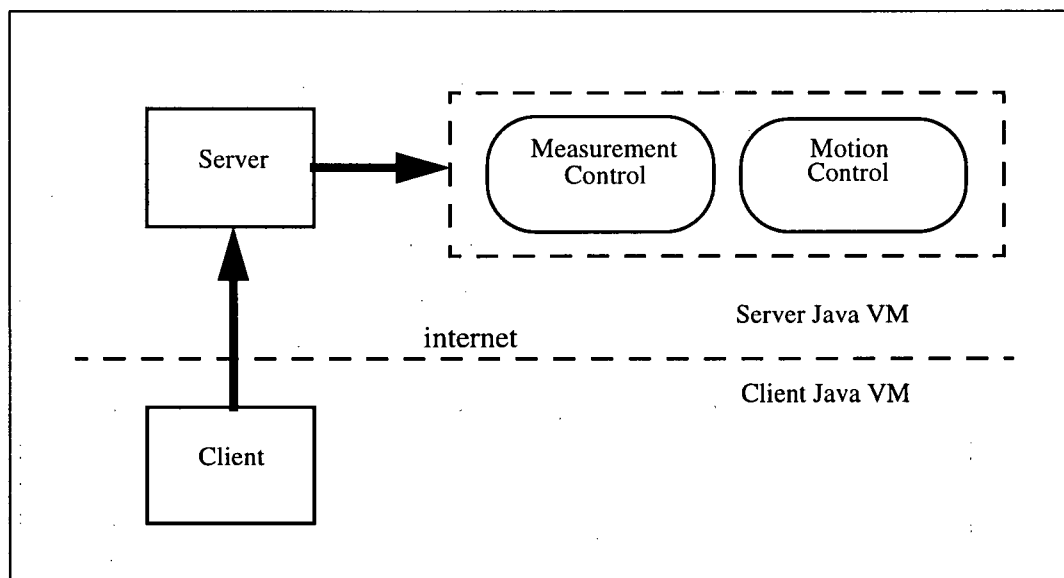 Server
Measurement
Control
Motion
Control
Server Java VM
internet
Client Java VM
Client